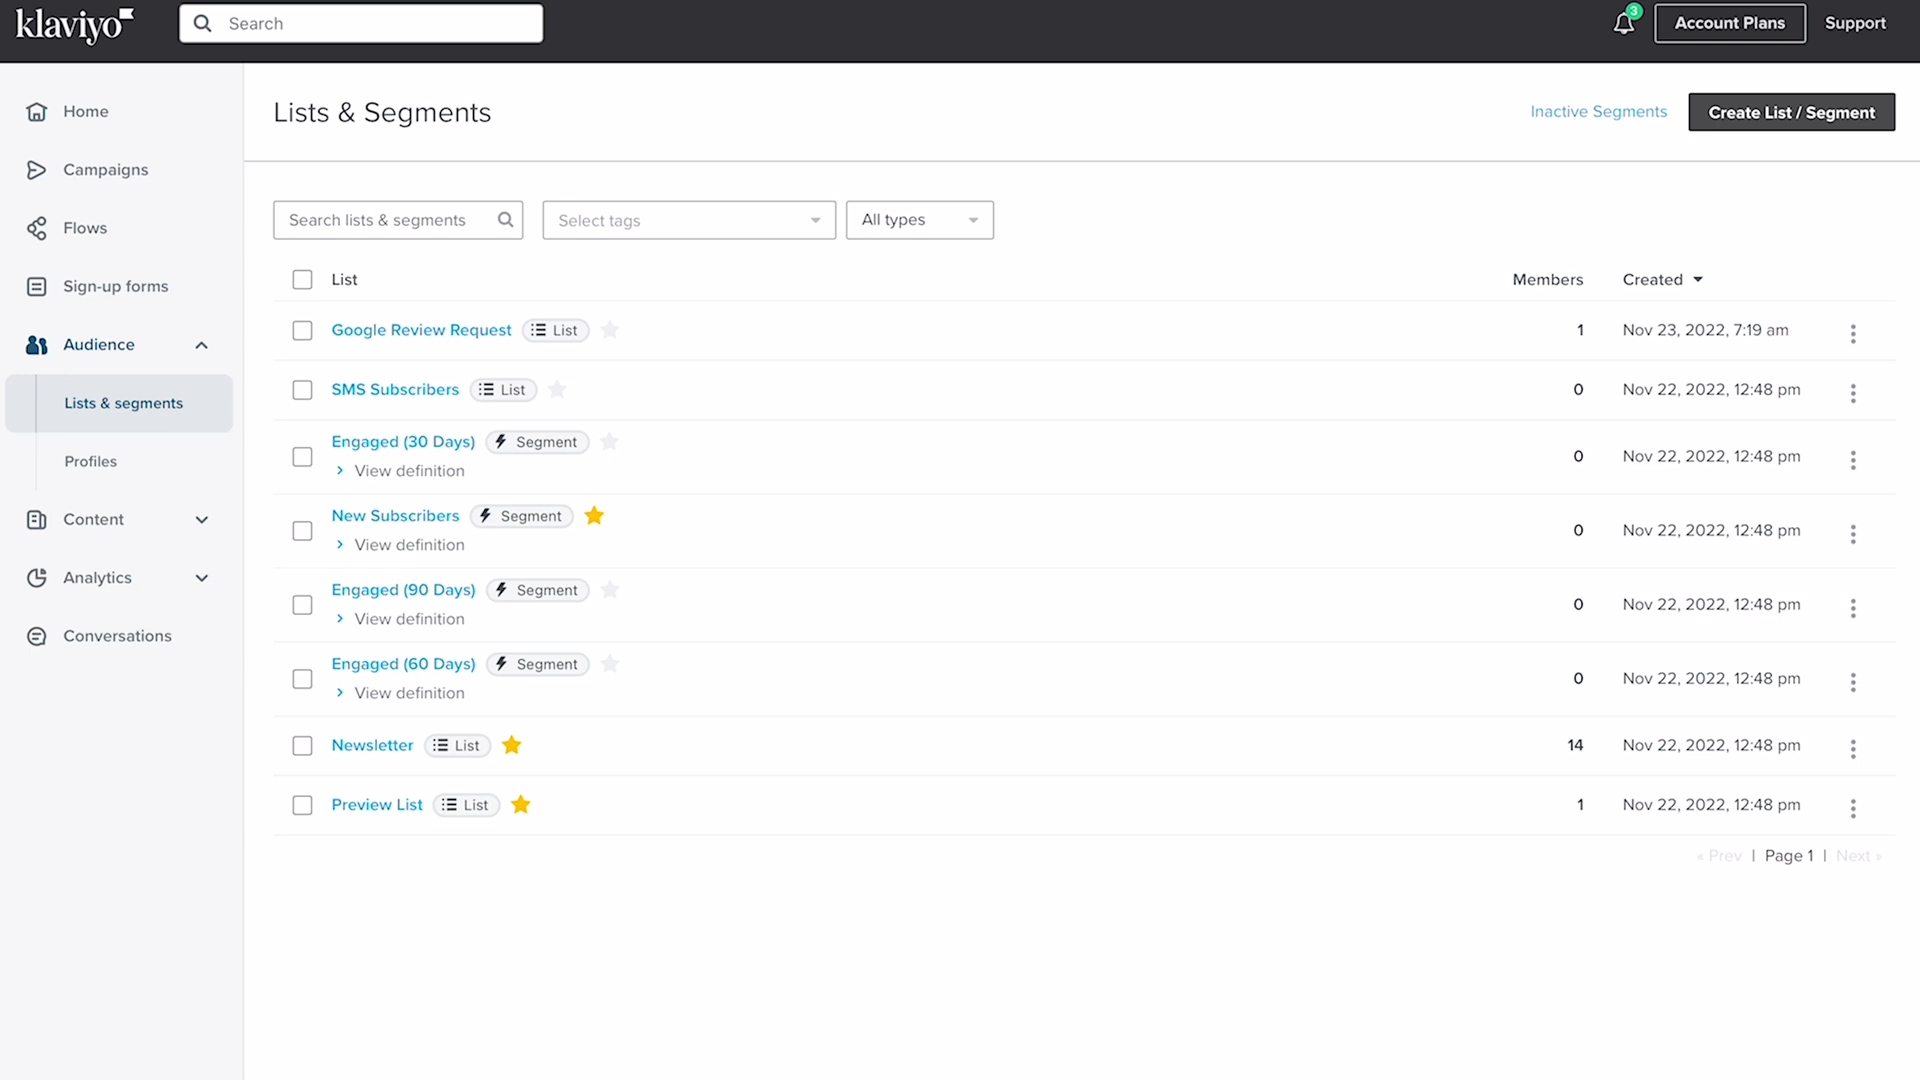 klaviyo
Search
3
Account Plans
Support
Home
Campaigns
Flows
Sign-up forms
Audience
Lists & segments
Profiles
Content
Analytics
Conversations
Lists & Segments
Inactive Segments
Create List / Segment
Search lists & segments
Select tags
All types
List Members Created
Google Review Request List 1 Nov 23, 2022, 7:19 am
SMS Subscribers List 0 Nov 22, 2022, 12:48 pm
Engaged (30 Days) Segment 0 Nov 22, 2022, 12:48 pm
View definition
New Subscribers Segment 0 Nov 22, 2022, 12:48 pm
View definition
Engaged (90 Days) Segment 0 Nov 22, 2022, 12:48 pm
View definition
Engaged (60 Days) Segment 0 Nov 22, 2022, 12:48 pm
View definition
Newsletter List 14 Nov 22, 2022, 12:48 pm
Preview List List 1 Nov 22, 2022, 12:48 pm
« Prev | Page 1 | Next »